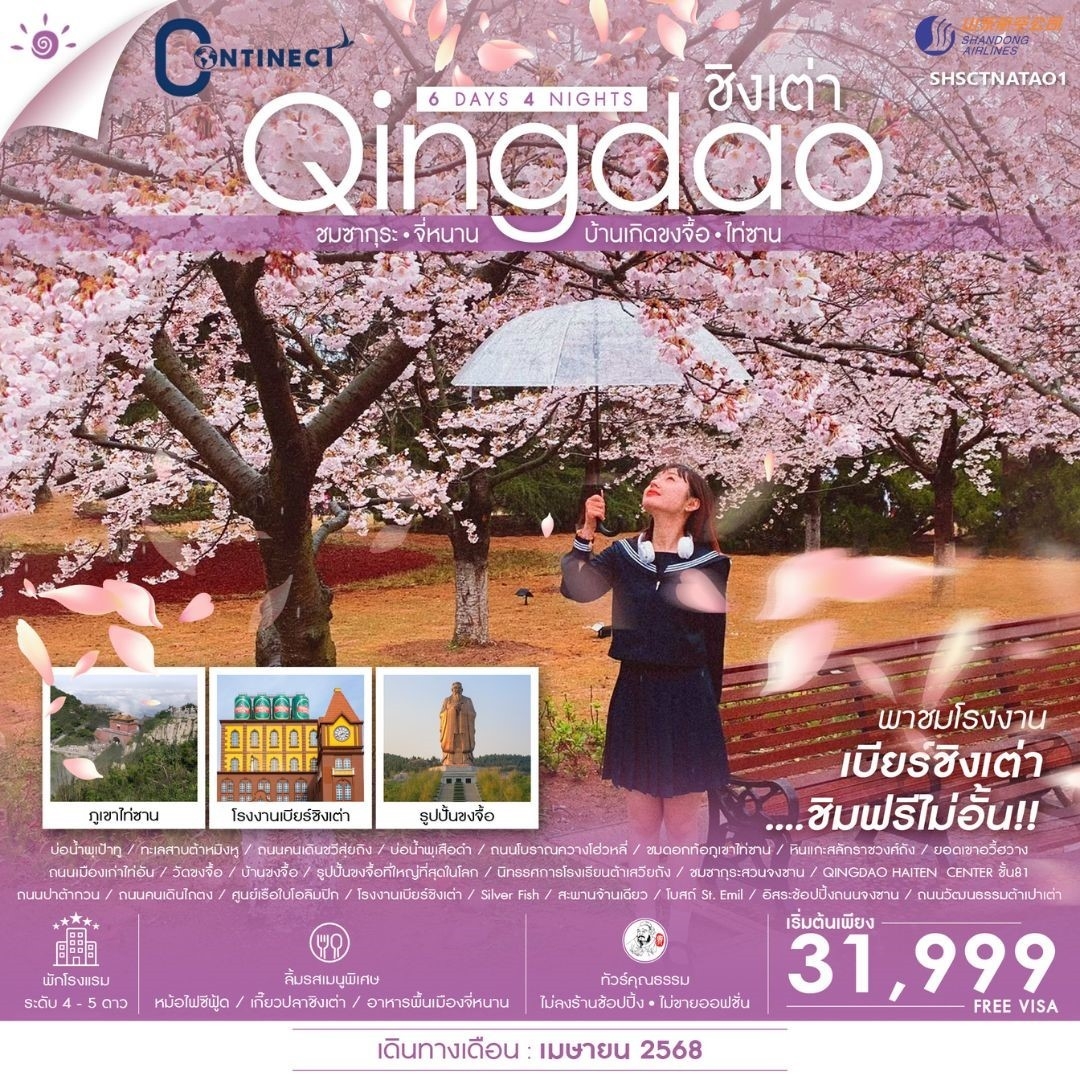 CONTINECT
山东航空公司
SHANDONG
AIRLINES
SHSCTNATAO1
6 DAYS 4 NIGHTS
ชิงเต่า
Qingdao
ชมซากุระ • จี่หนาน บ้านเกิดขงจื้อ • ไท่ซาน
พาชมโรงงาน
เบียร์ชิงเต่า
....ชิมฟรีไม่อั้น!!
ภูเขาไท่ซาน
โรงงานเบียร์ชิงเต่า
รูปปั้นขงจื้อ
บ่อน้ำพุเป้าทู / ทะเลสาบต้าหมิงหู / ถนนคนเดินชวีสุ่ยถิง / บ่อน้ำพุเสือดำ / ถนนโบราณควางโฮ่วหลี่ / ชมดอกท้อภูเขาไท่ซาน / หินแกะสลักราชวงศ์ถัง / ยอดเขาอวี้ฮวาง
ถนนเมืองเก่าไท่อัน / วัดขงจื้อ / บ้านขงจื้อ / รูปปั้นขงจื้อที่ใหญ่ที่สุดในโลก / นิทรรศการโรงเรียนต้าเสวียถัง / ชมซากุระสวนจงซาน / QINGDAO HAITEN CENTER ชั้น81
ถนนปาต้ากวน / ถนนคนเดินไถตง / ศูนย์เรือใบโอลิมปิก / โรงงานเบียร์ชิงเต่า / Silver Fish / สะพานจ้านเฉียว / โบสถ์ St. Emil / อิสระช้อปปิ้งถนนจงซาน / ถนนวัฒนธรรมต้าเปาเต่า
พักโรงแรม
ระดับ 4 - 5 ดาว
ลิ้มรสเมนูพิเศษ
หม้อไฟซีฟู้ด / เกี๊ยวปลาชิงเต่า / อาหารพื้นเมืองจี่หนาน
ทัวร์คุณธรรม
ไม่ลงร้านช้อปปิ้ง • ไม่ขายออฟชั่น
เริ่มต้นเพียง
31,999
FREE VISA
เดินทางเดือน : เมษายน 2568